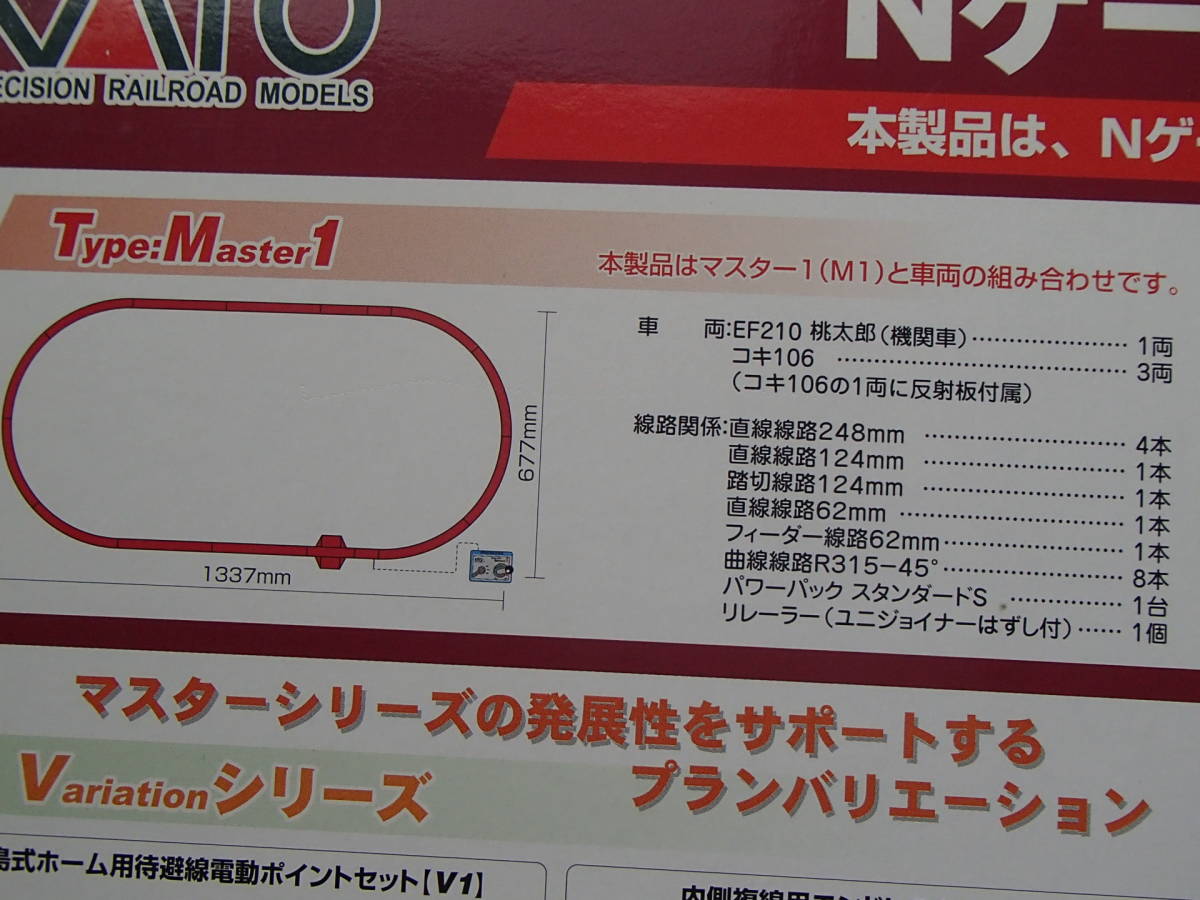 KATO
PRECISION RAILROAD MODELS
Nゲー
本製品は、Nゲー
Type:Master1
本製品はマスター1(M1)と車両の組み合わせです。
車 両:EF210 桃太郎(機関車)………………… 1両
コキ106 ………………………………… 3両
(コキ106の1両に反射板付属)
線路関係:直線線路248mm ……………………… 4本
直線線路124mm ……………………… 1本
踏切線路124mm ……………………… 1本
直線線路62mm ………………………… 1本
フィーダー線路62mm…………………… 1本
曲線線路R315-45°…………………… 8本
パワーパック スタンダードS …………… 1台
リレーラー(ユニジョイナーはずし付)…… 1個
677mm
1337mm
マスターシリーズの発展性をサポートする
プランバリエーション
Variationシリーズ
島式ホーム用待避線電動ポイントセット【V1】
内側複線用エンド